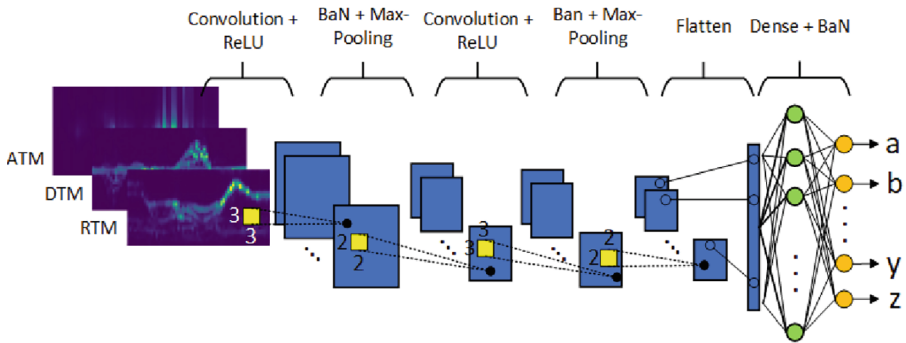 Convolution +
ReLU
BaN + Max-
Pooling
Convolution +
ReLU
Ban + Max-
Pooling
Flatten
Dense + BaN
ATM
DTM
RTM
3
3
2
2
3
3
2
2
a
b
y
z